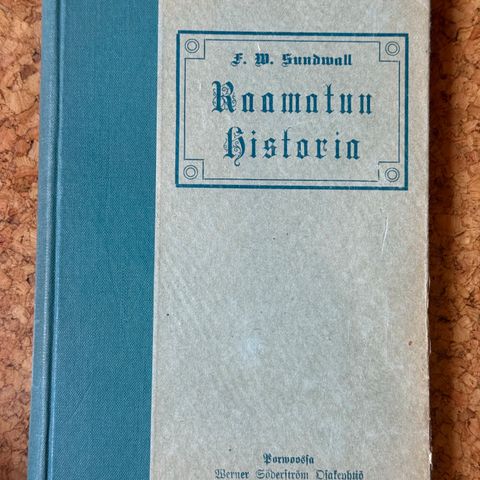 F. W. Sundwall
Raamatun
Historia
Porwoossa
Werner Söderström Osakeyhtiö